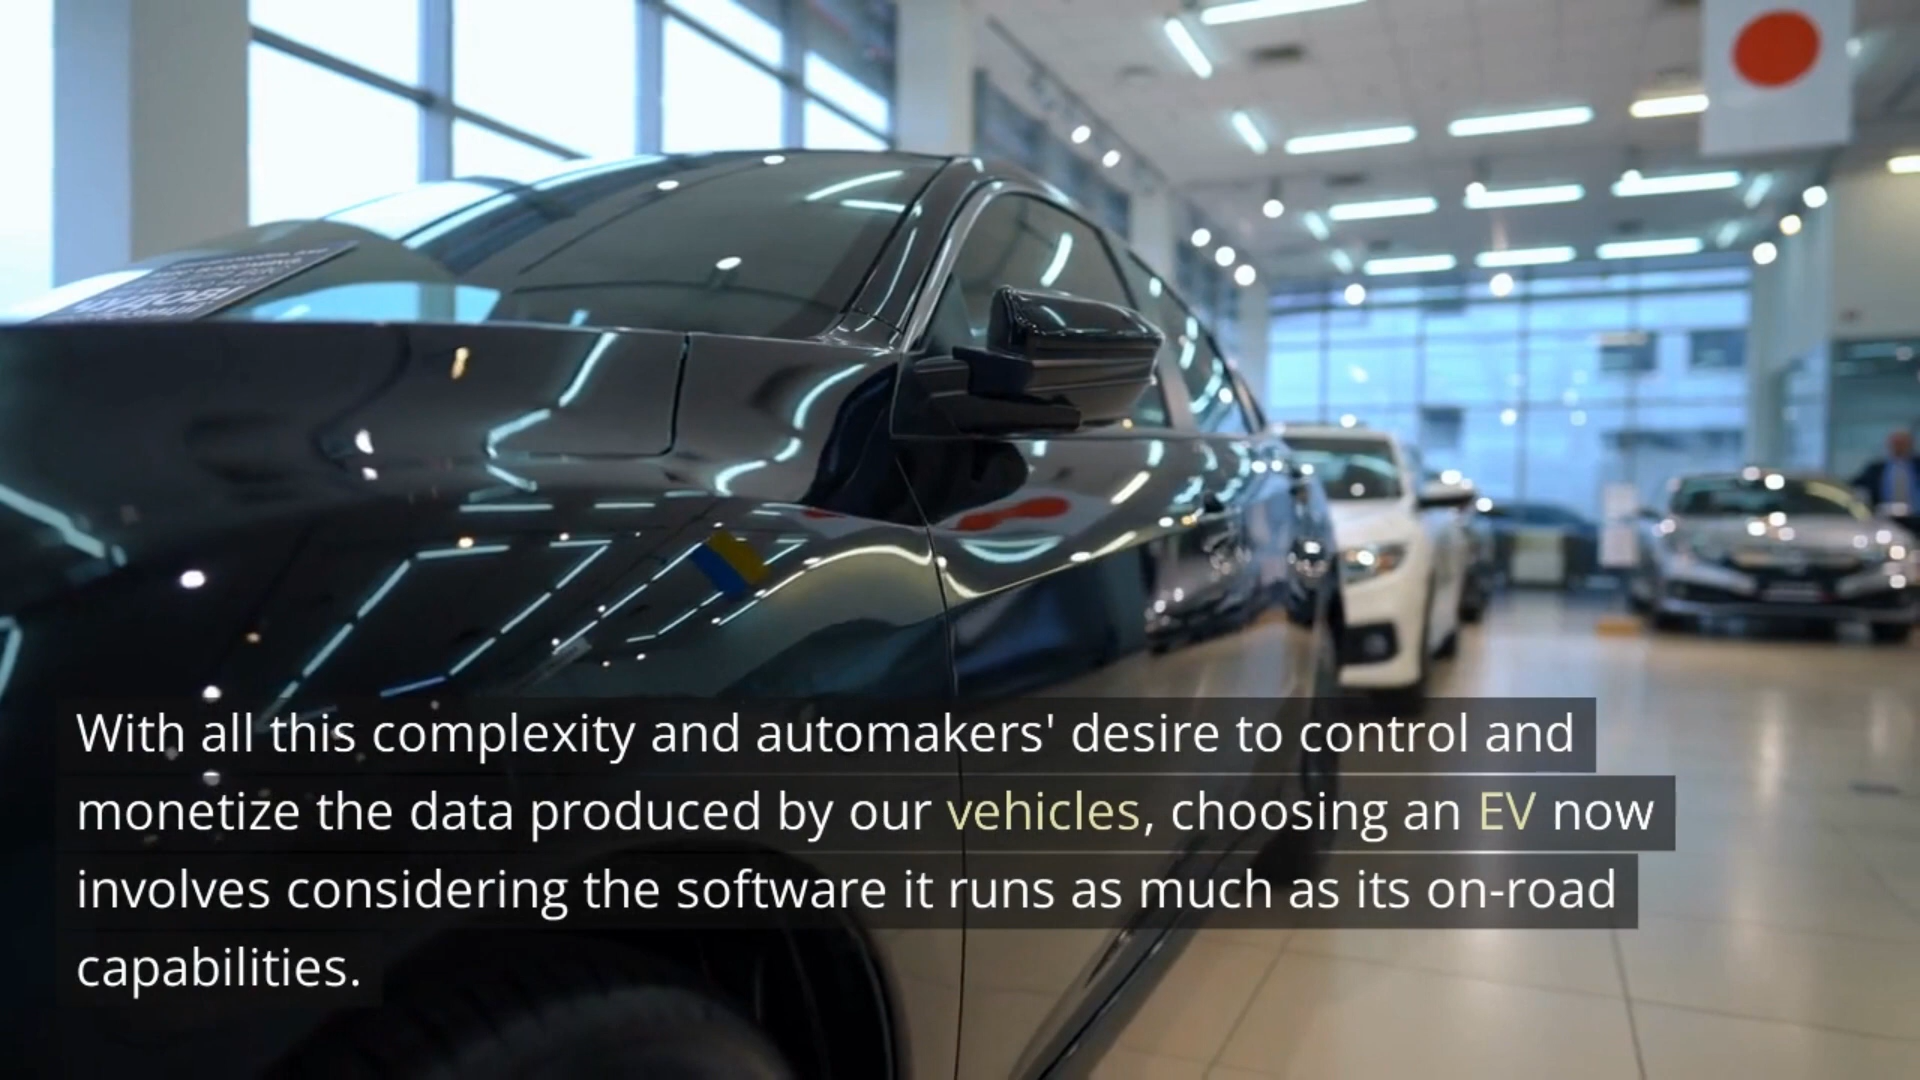 With all this complexity and automakers' desire to control and
monetize the data produced by our vehicles, choosing an EV now
involves considering the software it runs as much as its on-road
capabilities.